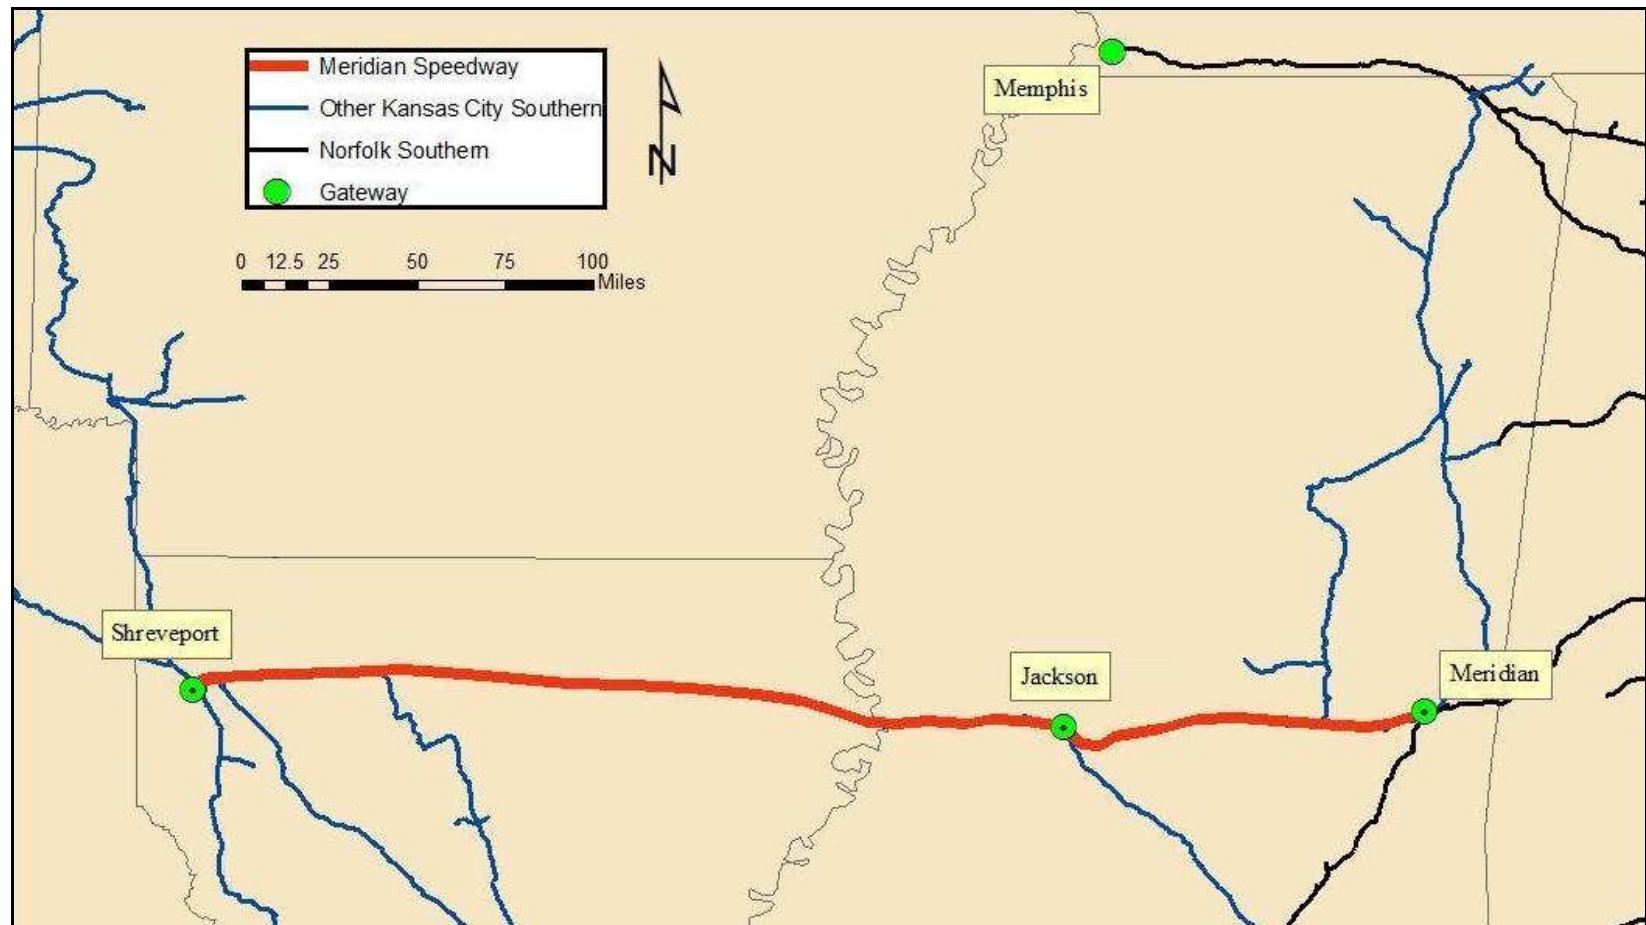 Meridian Speedway
Other Kansas City Southern
Norfolk Southern
Gateway
N
0 12.5 25 50 75 100
Miles
Memphis
Shreveport
Jackson
Meridian